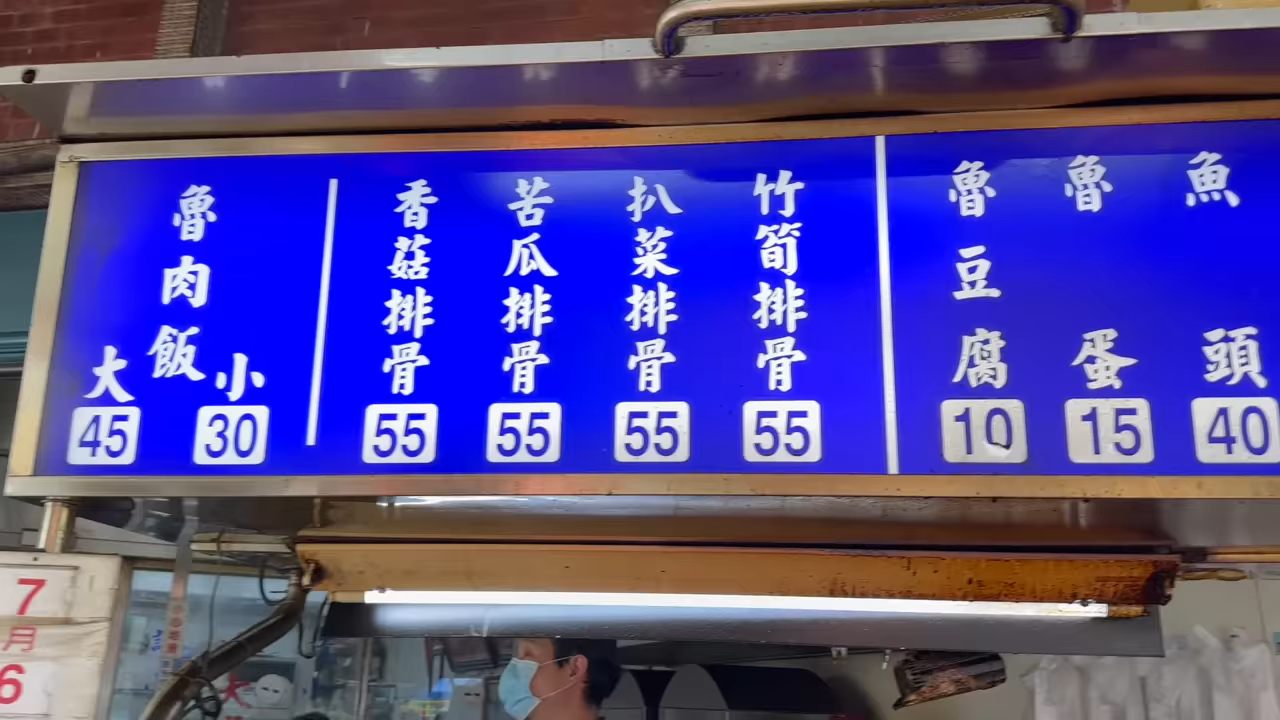 魯肉飯
大
45
小
30
香菇排骨
55
苦瓜排骨
55
扒菜排骨
55
竹筍排骨
55
魯豆腐
10
魯蛋
15
魚頭
40
7
月
6